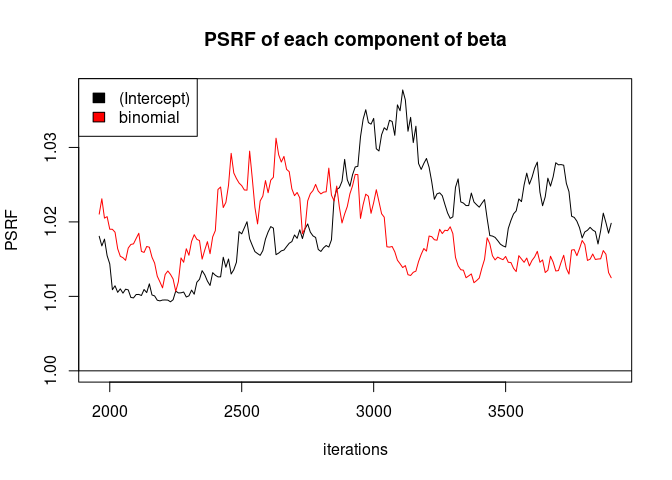 PSRF of each component of beta
(Intercept)
binomial
PSRF
1.00
1.01
1.02
1.03
2000
2500
3000
3500
iterations